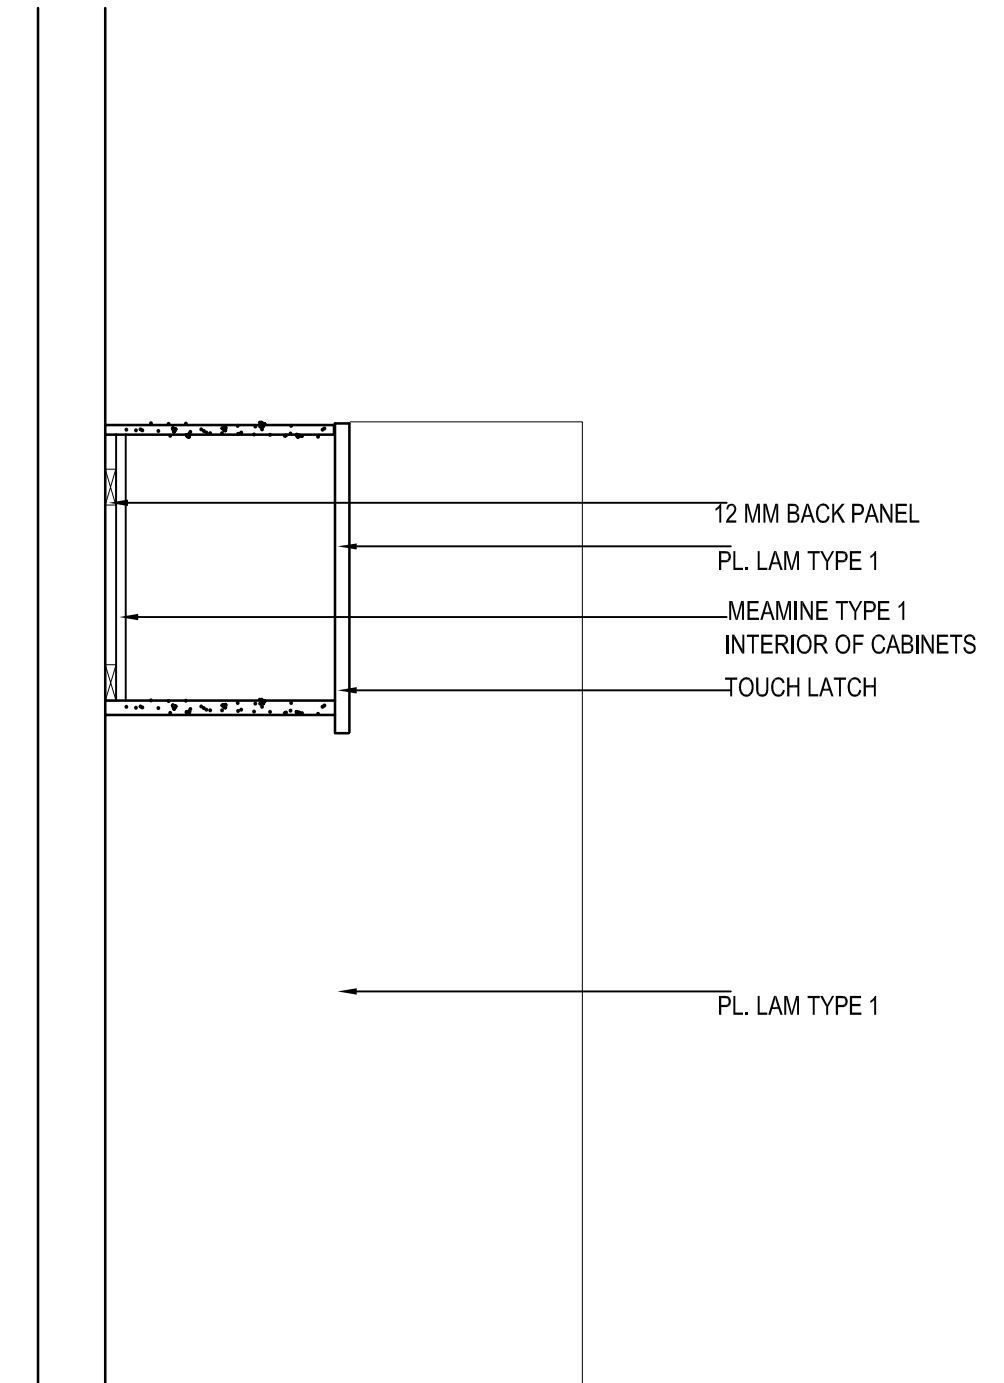 12 MM BACK PANEL
PL. LAM TYPE 1
MEAMINE TYPE 1
INTERIOR OF CABINETS
TOUCH LATCH
PL. LAM TYPE 1